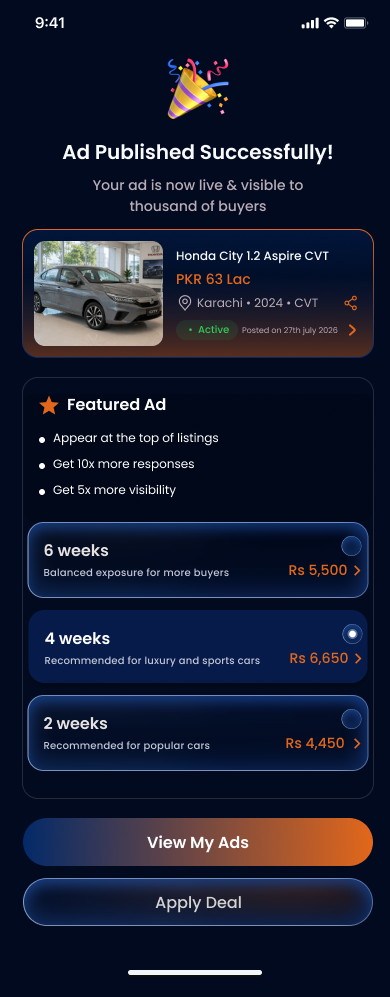 9:41
Ad Published Successfully!
Your ad is now live & visible to
thousand of buyers
Honda City 1.2 Aspire CVT
PKR 63 Lac
Karachi • 2024 • CVT
• Active Posted on 27th july 2026
Featured Ad
• Appear at the top of listings
• Get 10x more responses
• Get 5x more visibility
6 weeks
Balanced exposure for more buyers
Rs 5,500
4 weeks
Recommended for luxury and sports cars
Rs 6,650
2 weeks
Recommended for popular cars
Rs 4,450
View My Ads
Apply Deal